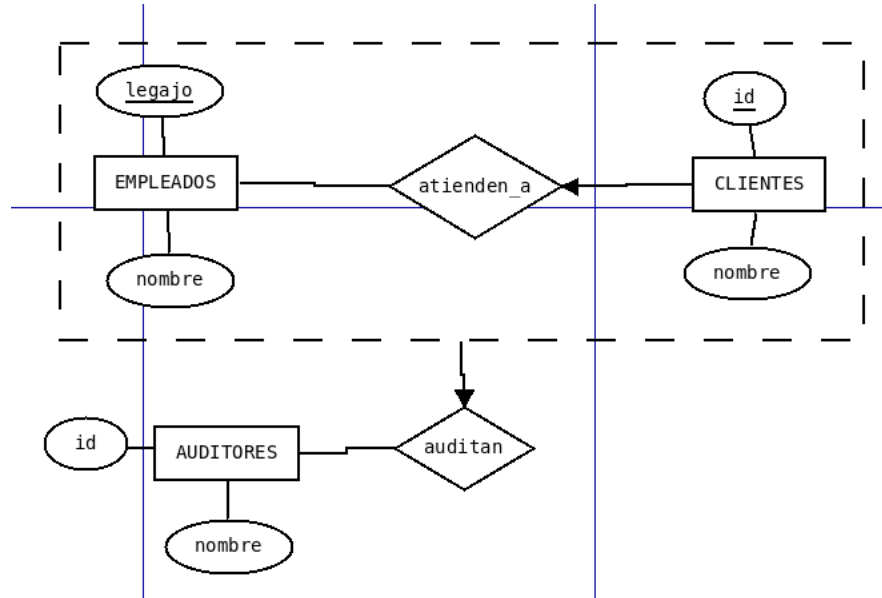 legajo
id
EMPLEADOS
atienden_a
CLIENTES
nombre
nombre
id
AUDITORES
auditan
nombre